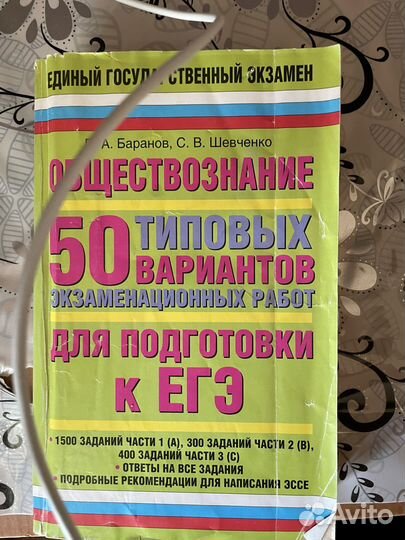 ЕДИНЫЙ ГОСУДАРСТВЕННЫЙ ЭКЗАМЕН
А. Баранов, С. В. Шевченко
ОБЩЕСТВОЗНАНИЕ
50 ТИПОВЫХ
ВАРИАНТОВ
ЭКЗАМЕНАЦИОННЫХ РАБОТ
ДЛЯ ПОДГОТОВКИ
К ЕГЭ
• 1500 ЗАДАНИЙ ЧАСТИ 1 (А), 300 ЗАДАНИЙ ЧАСТИ 2 (В),
400 ЗАДАНИЙ ЧАСТИ 3 (С)
• ОТВЕТЫ НА ВСЕ ЗАДАНИЯ
• ПОДРОБНЫЕ РЕКОМЕНДАЦИИ ДЛЯ НАПИСАНИЯ ЭССЕ
Avito